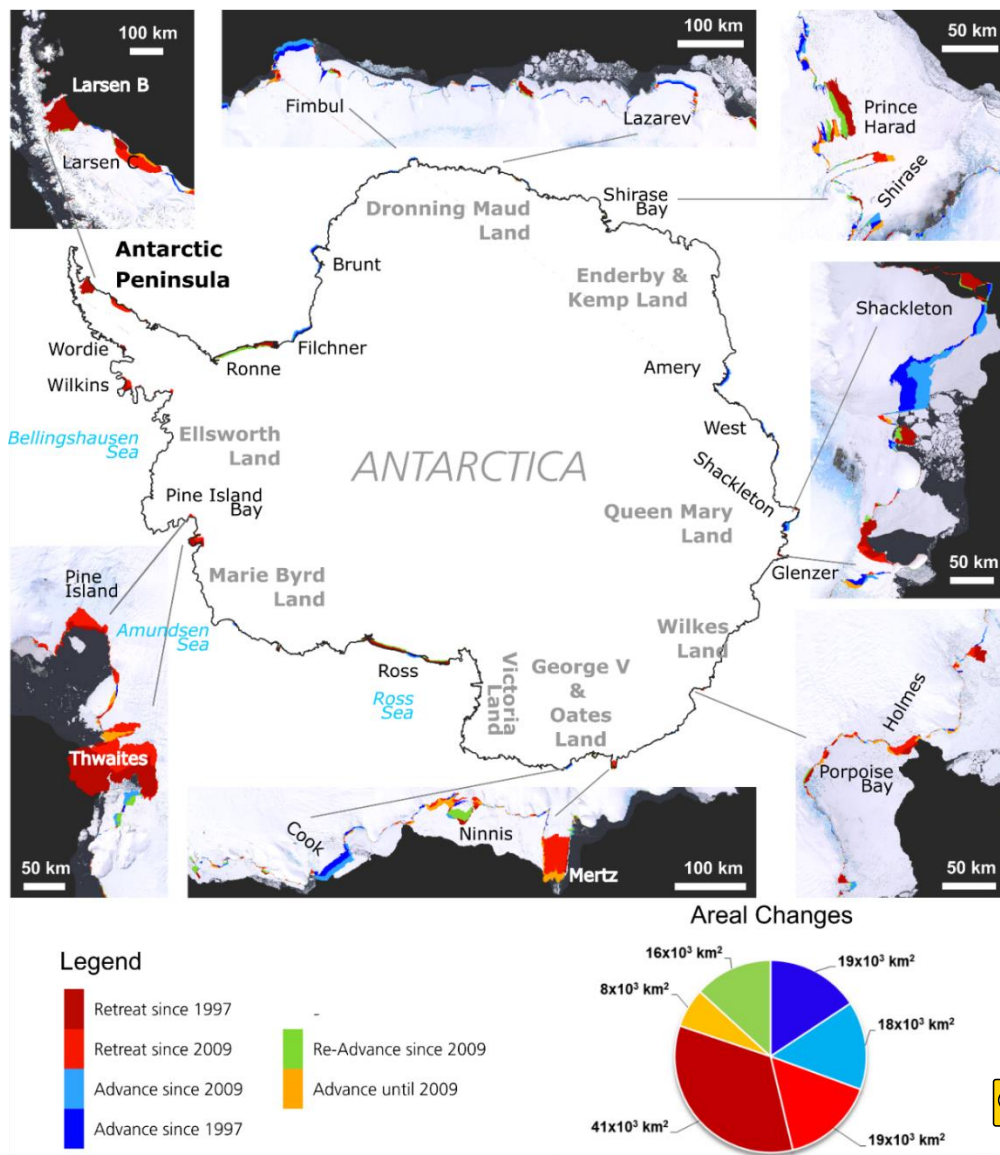 100 km
Larsen B
Larsen C
100 km
Fimbul
Lazarev
50 km
Prince
Harad
Shirase
Shirase
Bay
Dronning Maud
Land
Antarctic
Peninsula
Brunt
Enderby &
Kemp Land
Shackleton
Filchner
Ronne
Wordie
Wilkins
Amery
West
Bellingshausen
Sea
Ellsworth
Land
ANTARCTICA
Shackleton
Pine Island
Bay
Queen Mary
Land
50 km
Glenzer
Pine
Island
Marie Byrd
Land
Amundsen
Sea
Wilkes
Land
Ross
Ross
Sea
Victoria
Land
George V
&
Oates
Land
Holmes
Porpoise
Bay
50 km
Thwaites
50 km
Cook
Ninnis
Mertz
100 km
Areal Changes
Legend
Retreat since 1997
Retreat since 2009
Advance since 2009
Advance since 1997
-
Re-Advance since 2009
Advance until 2009
16x10³ km²
19x10³ km²
8x10³ km²
18x10³ km²
41x10³ km²
19x10³ km²